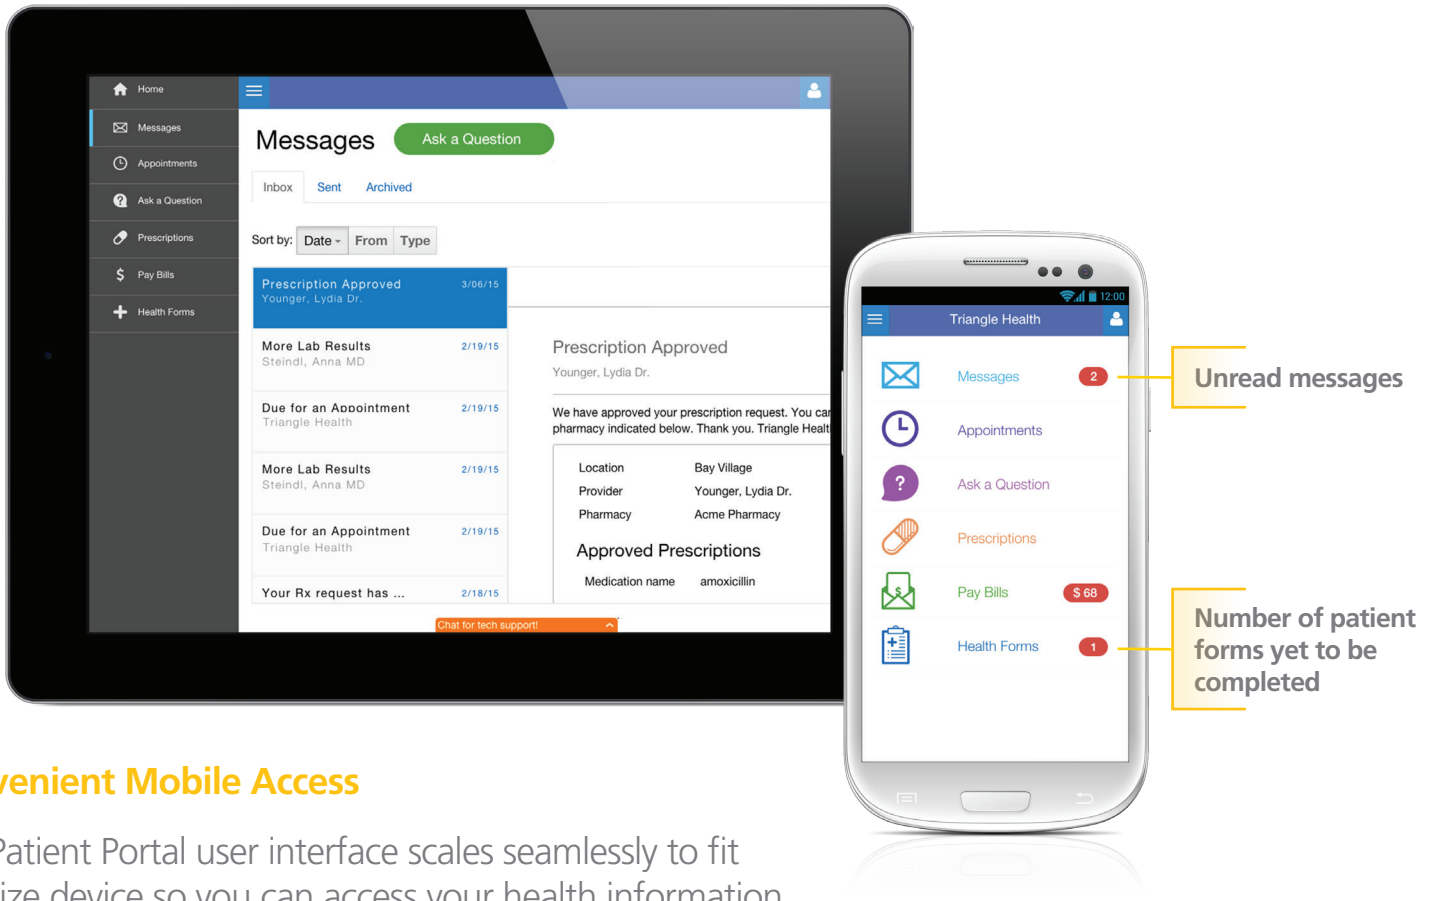 Home
Messages
Appointments
Ask a Question
Prescriptions
$ Pay Bills
Health Forms
Messages
Ask a Question
Inbox Sent Archived
Sort by: Date From Type
Prescription Approved 3/06/15
Younger, Lydia Dr.
More Lab Results 2/19/15
Steindl, Anna MD
Due for an Appointment 2/19/15
Triangle Health
More Lab Results 2/19/15
Steindl, Anna MD
Due for an Appointment 2/19/15
Triangle Health
Your Rx request has ... 2/18/15
Prescription Approved
Younger, Lydia Dr.
We have approved your prescription request. You can
pharmacy indicated below. Thank you. Triangle Healt
Location Bay Village
Provider Younger, Lydia Dr.
Pharmacy Acme Pharmacy
Approved Prescriptions
Medication name amoxicillin
Chat for tech support!
12:00
Triangle Health
Messages 2
Appointments
? Ask a Question
Prescriptions
$ Pay Bills $ 68
Health Forms 1
Unread messages
Number of patient
forms yet to be
completed
venient Mobile Access
Patient Portal user interface scales seamlessly to fit
ize device so you can access your health information